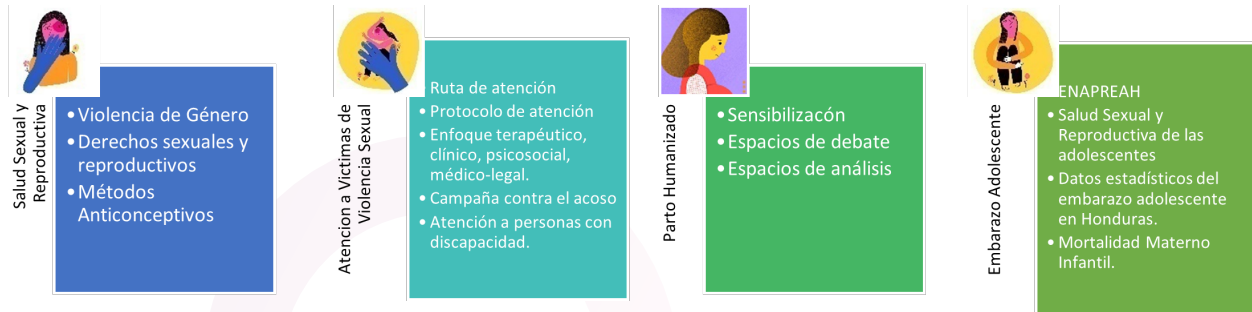 Salud Sexual y
Reproductiva
• Violencia de Género
• Derechos sexuales y
reproductivos
• Métodos
Anticonceptivos
Atencion a Victimas de
Violencia Sexual
Ruta de atención
• Protocolo de atención
• Enfoque terapéutico,
clínico, psicosocial,
médico-legal.
• Campaña contra el acoso
• Atención a personas con
discapacidad.
Parto Humanizado
• Sensibilizacón
• Espacios de debate
• Espacios de análisis
Embarazo Adolescente
ENAPREAH
• Salud Sexual y
Reproductiva de las
adolescentes
• Datos estadísticos del
embarazo adolescente
en Honduras.
• Mortalidad Materno
Infantil.